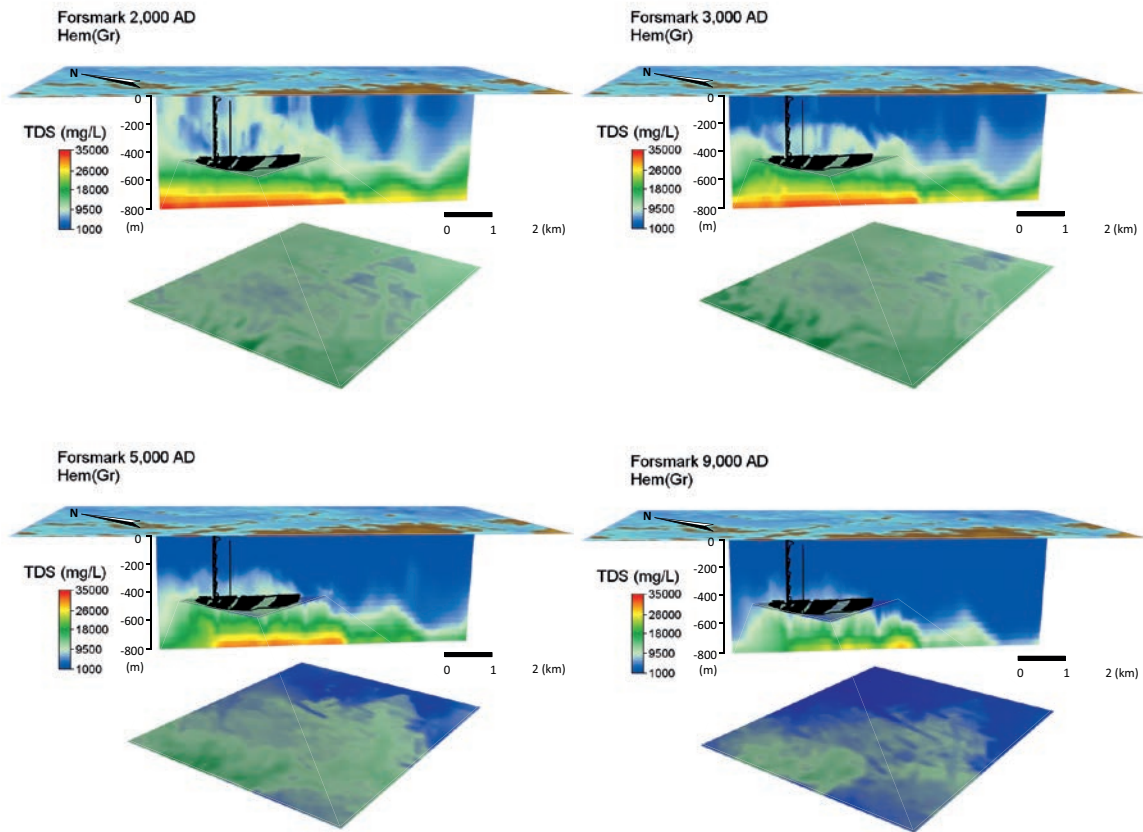 Forsmark 2,000 AD
Hem(Gr)
N
TDS (mg/L)
35000
26000
18000
9500
1000
0
-200
-400
-600
-800
(m)
0 1 2 (km)
Forsmark 3,000 AD
Hem(Gr)
N
TDS (mg/L)
35000
26000
18000
9500
1000
0
-200
-400
-600
-800
(m)
0 1 2 (km)
Forsmark 5,000 AD
Hem(Gr)
N
TDS (mg/L)
35000
26000
18000
9500
1000
0
-200
-400
-600
-800
(m)
0 1 2 (km)
Forsmark 9,000 AD
Hem(Gr)
N
TDS (mg/L)
35000
26000
18000
9500
1000
0
-200
-400
-600
-800
(m)
0 1 2 (km)